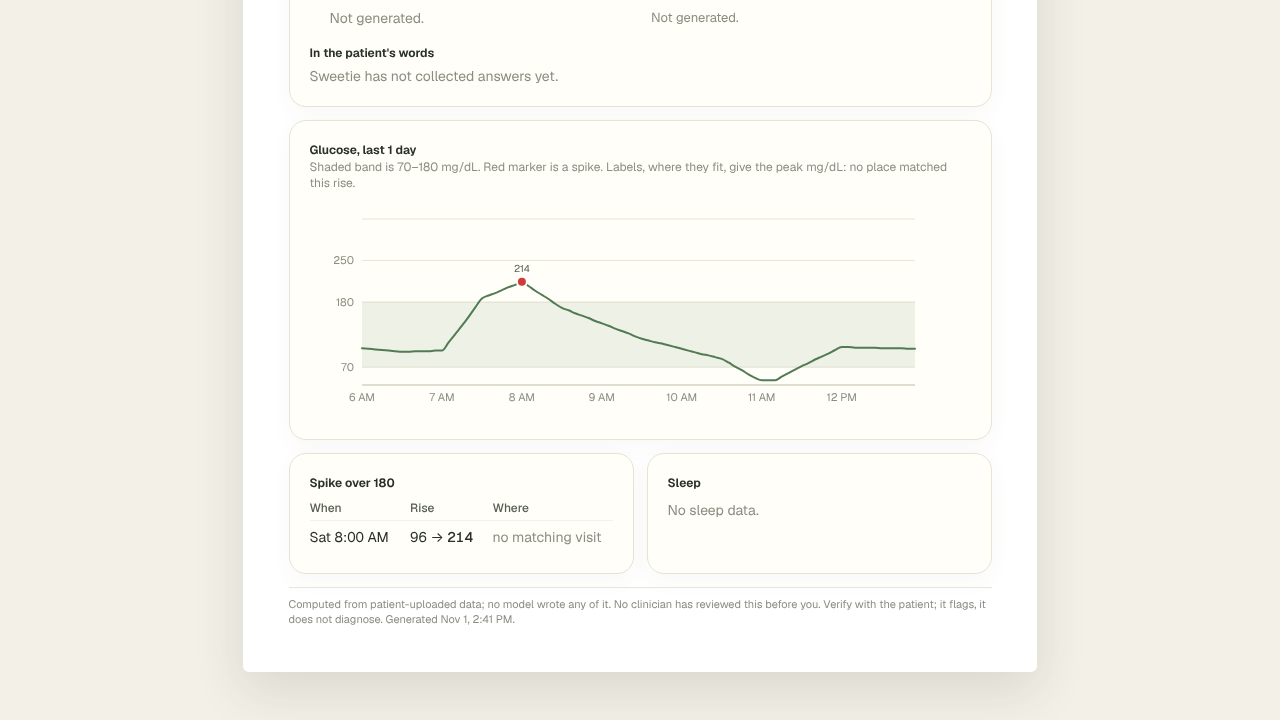 Not generated.
Not generated.
In the patient's words
Sweetie has not collected answers yet.
Glucose, last 1 day
Shaded band is 70–180 mg/dL. Red marker is a spike. Labels, where they fit, give the peak mg/dL: no place matched
this rise.
250
214
180
70
6 AM
7 AM
8 AM
9 AM
10 AM
11 AM
12 PM
Spike over 180
When Rise Where
Sat 8:00 AM 96 → 214 no matching visit
Sleep
No sleep data.
Computed from patient-uploaded data; no model wrote any of it. No clinician has reviewed this before you. Verify with the patient; it flags, it
does not diagnose. Generated Nov 1, 2:41 PM.